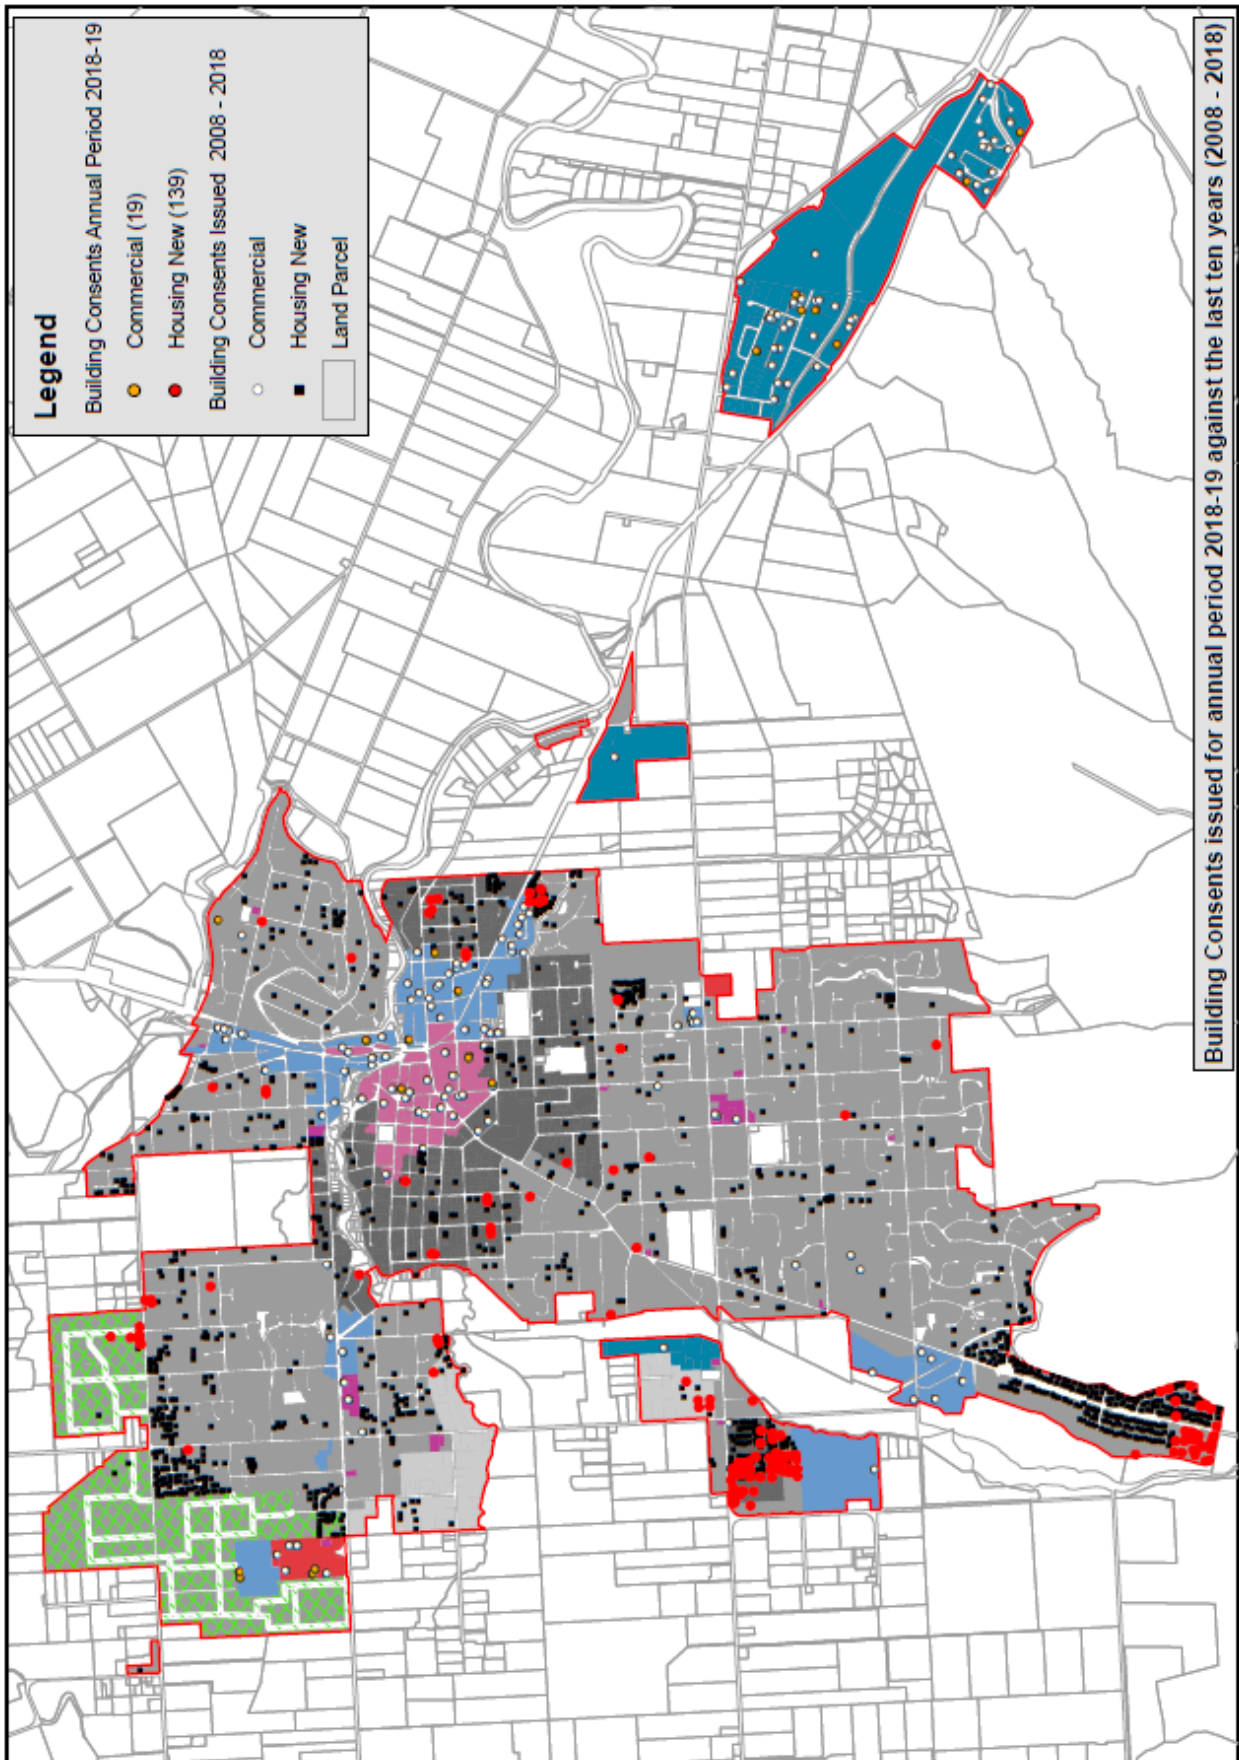 Legend
Building Consents Annual Period 2018-19
Commercial (19)
Housing New (139)
Building Consents Issued 2008 - 2018
Commercial
Housing New
Land Parcel
Building Consents issued for annual period 2018-19 against the last ten years (2008 - 2018)